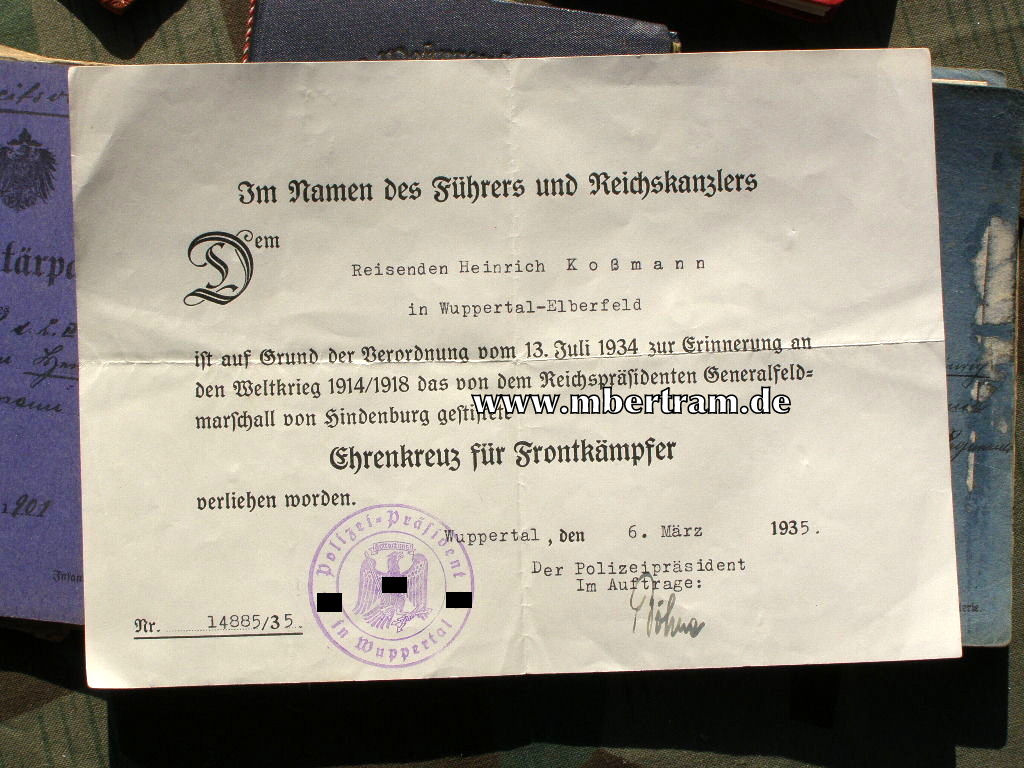 Im Namen des Führers und Reichskanzlers
Dem
Reisenden Heinrich Koßmann
in Wuppertal-Elberfeld
ist auf Grund der Verordnung vom 13. Juli 1934 zur Erinnerung an
den Weltkrieg 1914/1918 das von dem Reichspräsidenten Generalfeld=
marschall von Hindenburg gestiftete
www.mbertram.de
Ehrenkreuz für Frontkämpfer
verliehen worden.
Wuppertal, den 6. März 1935.
Der Polizeipräsident
Im Auftrage:
Polizei=Präsident
in Wuppertal
Nr. 14885/35.
1901